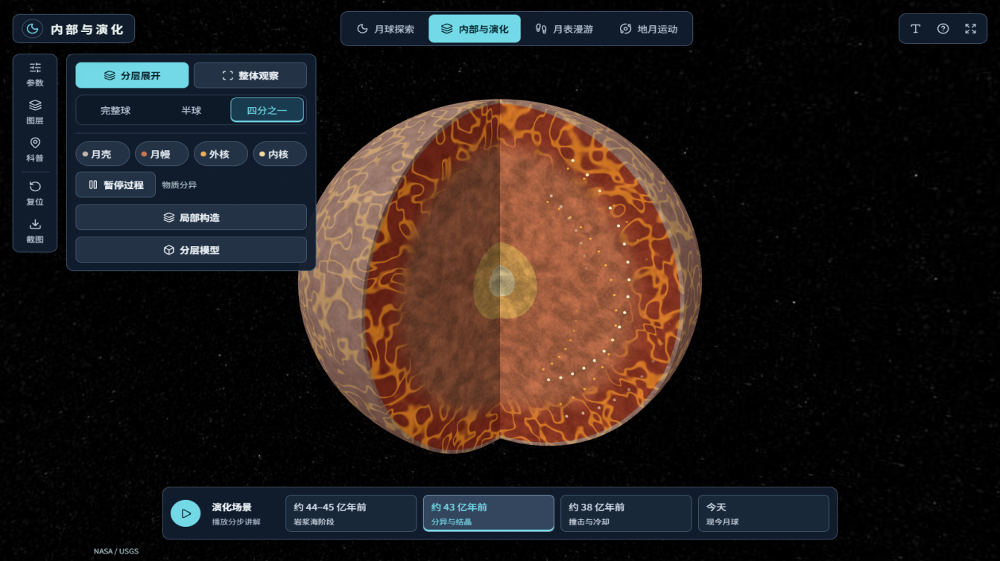 内部与演化
月球探索
内部与演化
月表漫游
地月运动
参数
图层
科普
复位
截图
分层展开
整体观察
完整球
半球
四分之一
月壳
月幔
外核
内核
暂停过程
物质分异
局部构造
分层模型
演化场景
播放分步讲解
约 44–45 亿年前
岩浆海阶段
约 43 亿年前
分异与结晶
约 38 亿年前
撞击与冷却
今天
现今月球
NASA / USGS